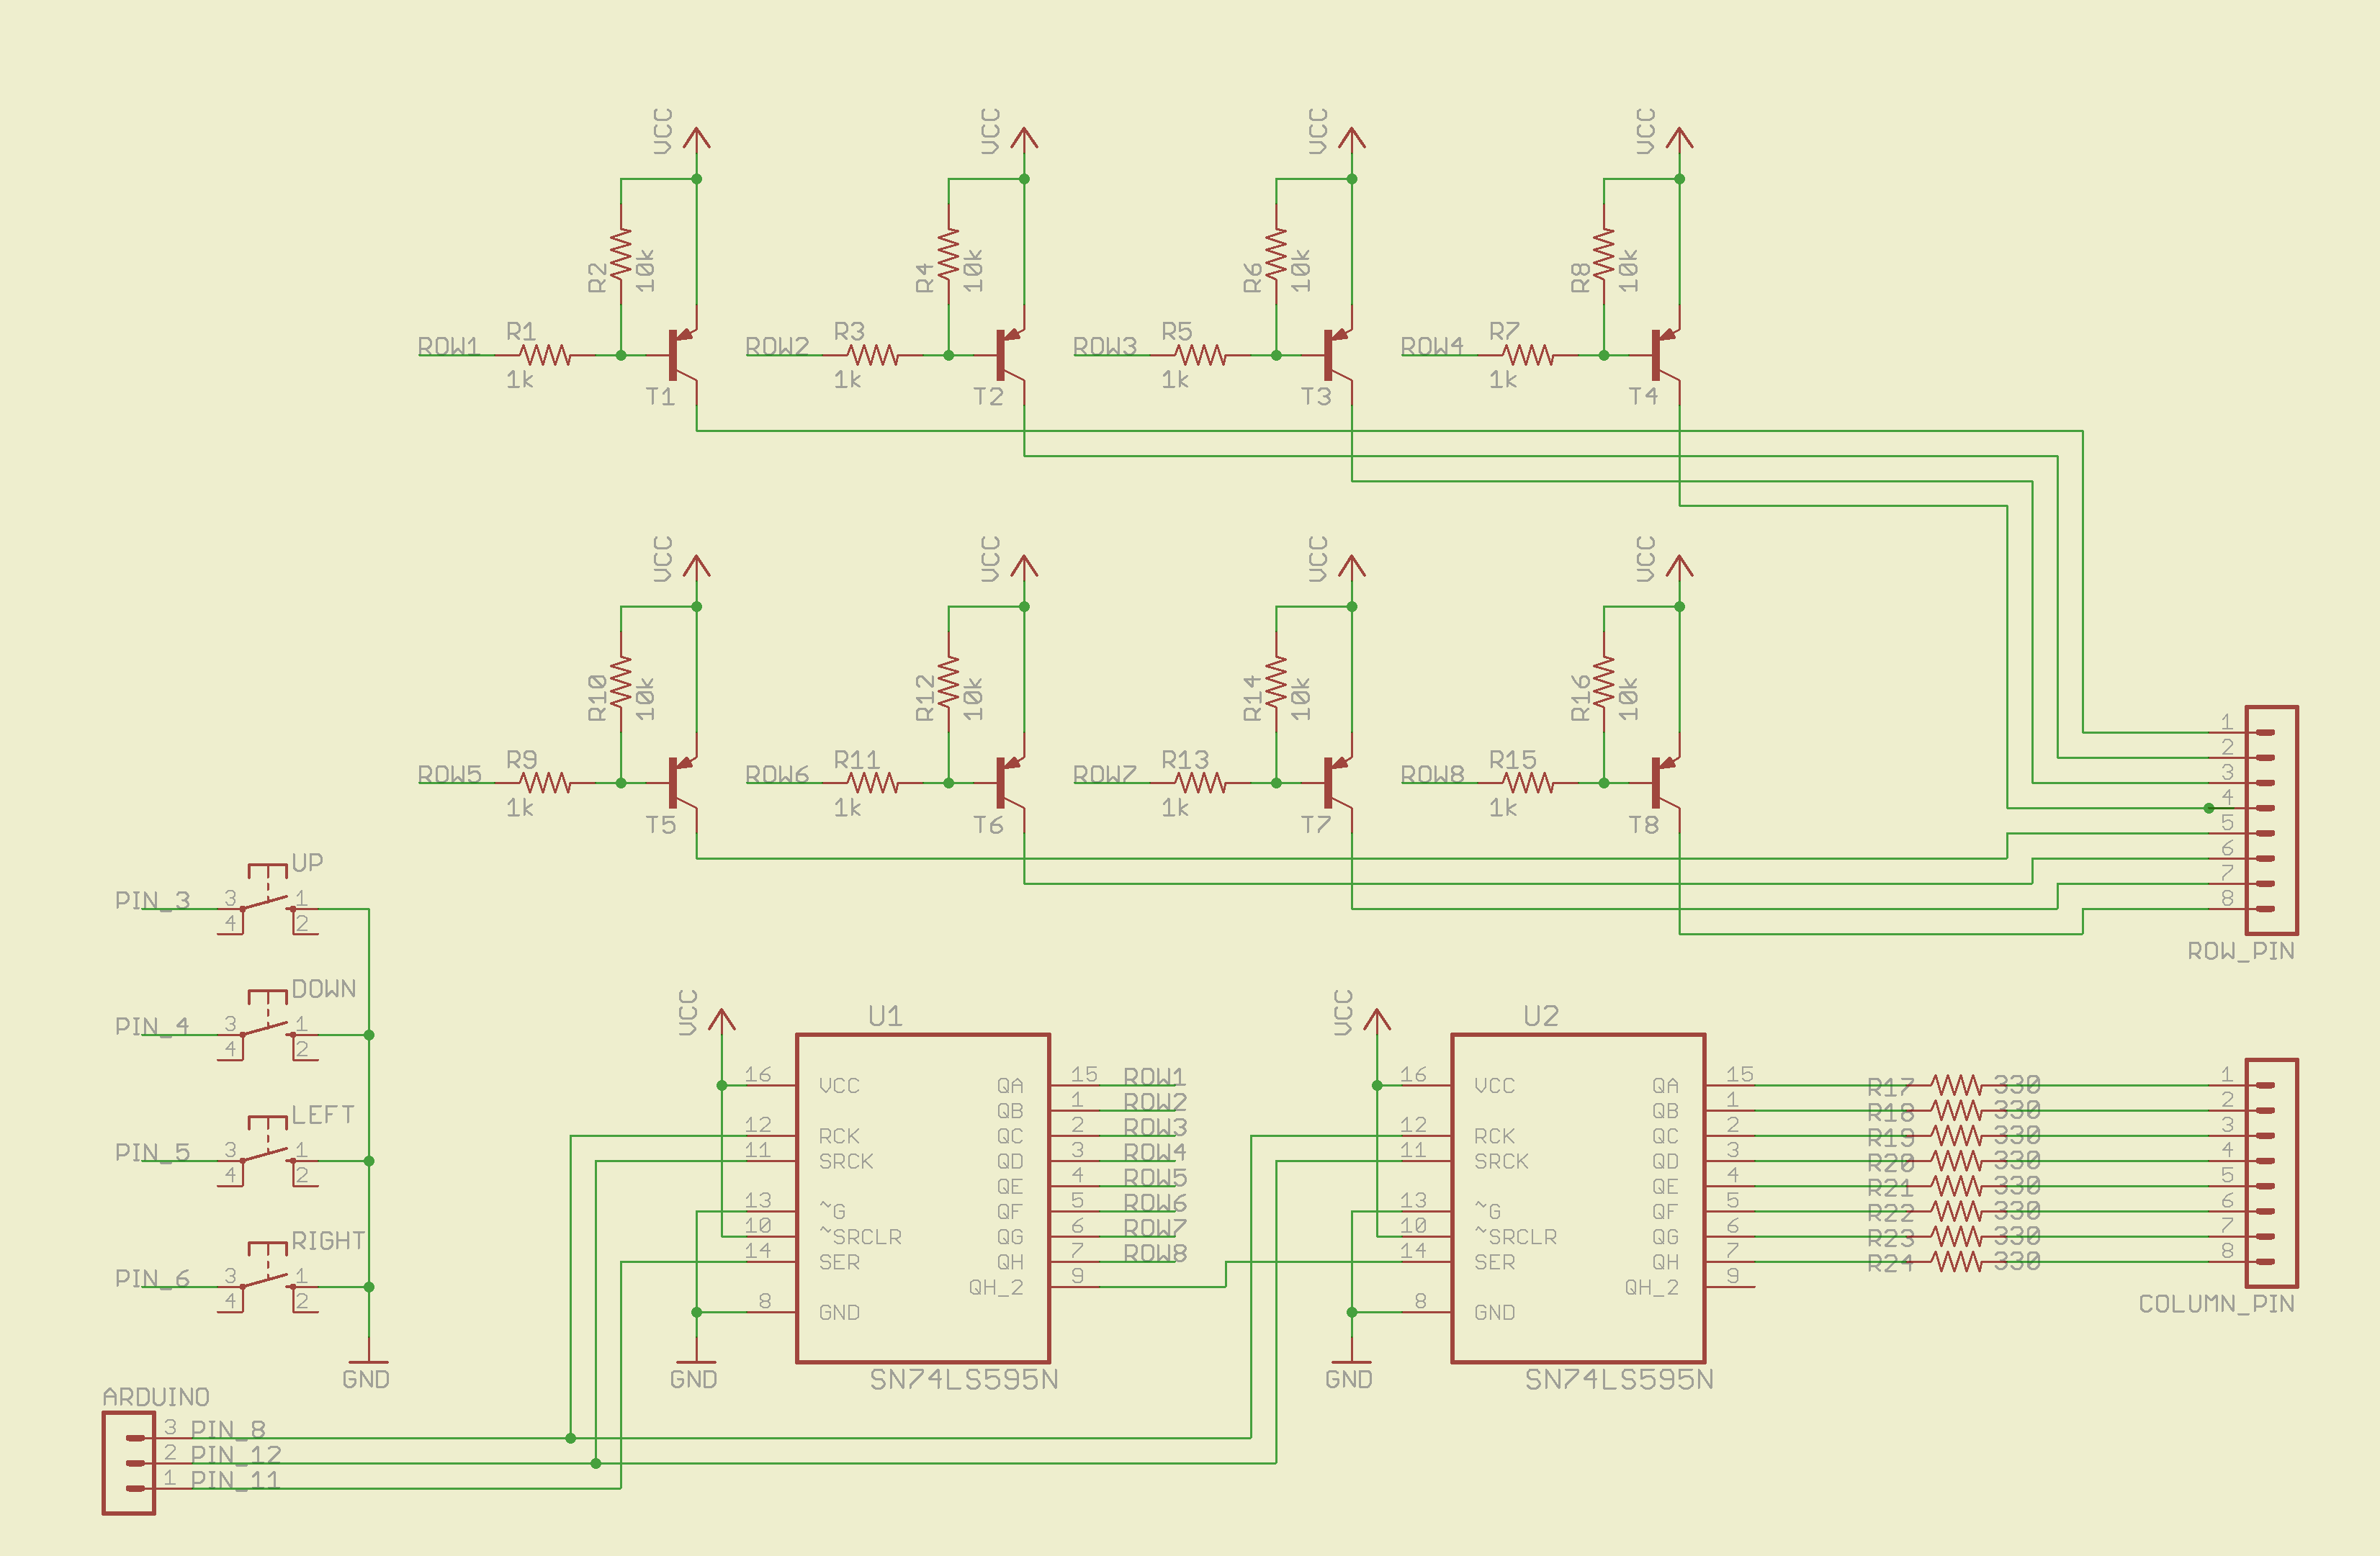 VCC VCC VCC VCC
R2 10k R4 10k R6 10k R8 10k
ROW1 R1 1k T1 ROW2 R3 1k T2 ROW3 R5 1k T3 ROW4 R7 1k T4
VCC VCC VCC VCC
R10 10k R12 10k R14 10k R16 10k
ROW5 R9 1k T5 ROW6 R11 1k T6 ROW7 R13 1k T7 ROW8 R15 1k T8
1
2
3
4
5
6
7
8
ROW_PIN
UP
PIN_3 3 1
4 2
DOWN
PIN_4 3 1
4 2
LEFT
PIN_5 3 1
4 2
RIGHT
PIN_6 3 1
4 2
GND
VCC U1
16 VCC QA 15 ROW1
QB 1 ROW2
12 RCK QC 2 ROW3
11 SRCK QD 3 ROW4
QE 4 ROW5
13 ~G QF 5 ROW6
10 ~SRCLR QG 6 ROW7
14 SER QH 7 ROW8
QH_2 9
8 GND
GND SN74LS595N
VCC U2
16 VCC QA 15 R17 330 1
QB 1 R18 330 2
12 RCK QC 2 R19 330 3
11 SRCK QD 3 R20 330 4
QE 4 R21 330 5
13 ~G QF 5 R22 330 6
10 ~SRCLR QG 6 R23 330 7
14 SER QH 7 R24 330 8
QH_2 9
8 GND
COLUMN_PIN
GND SN74LS595N
ARDUINO
3 PIN_8
2 PIN_12
1 PIN_11